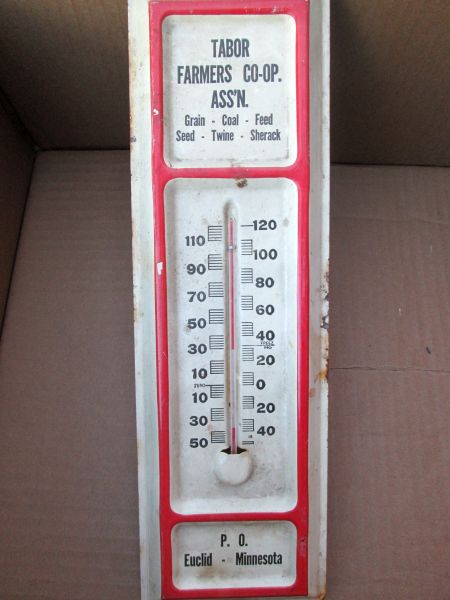 TABOR
FARMERS CO-OP.
ASS'N.
Grain - Coal - Feed
Seed - Twine - Sherack
120
110
100
90
80
70
60
50
40
30
20
10
ZERO
0
10
20
30
40
50
P. O.
Euclid - Minnesota